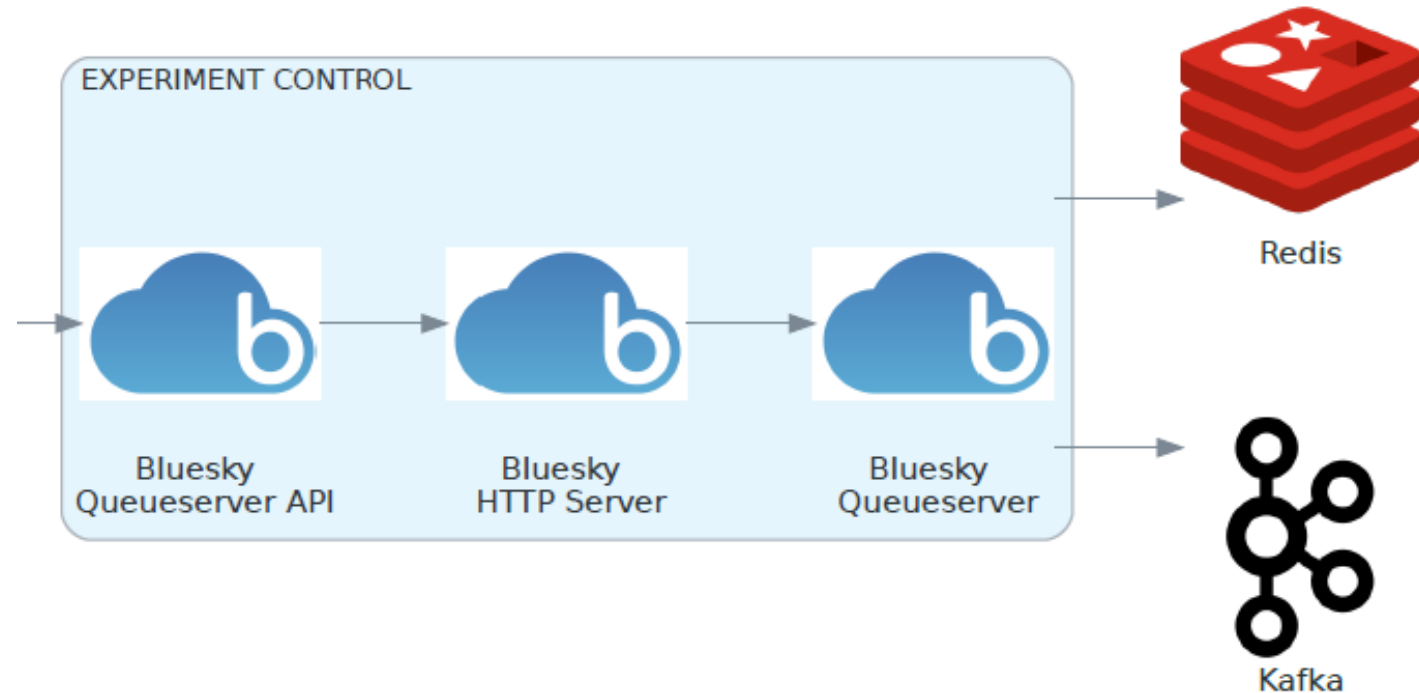 EXPERIMENT CONTROL
Redis
Bluesky
Queueserver API
Bluesky
HTTP Server
Bluesky
Queueserver
Kafka